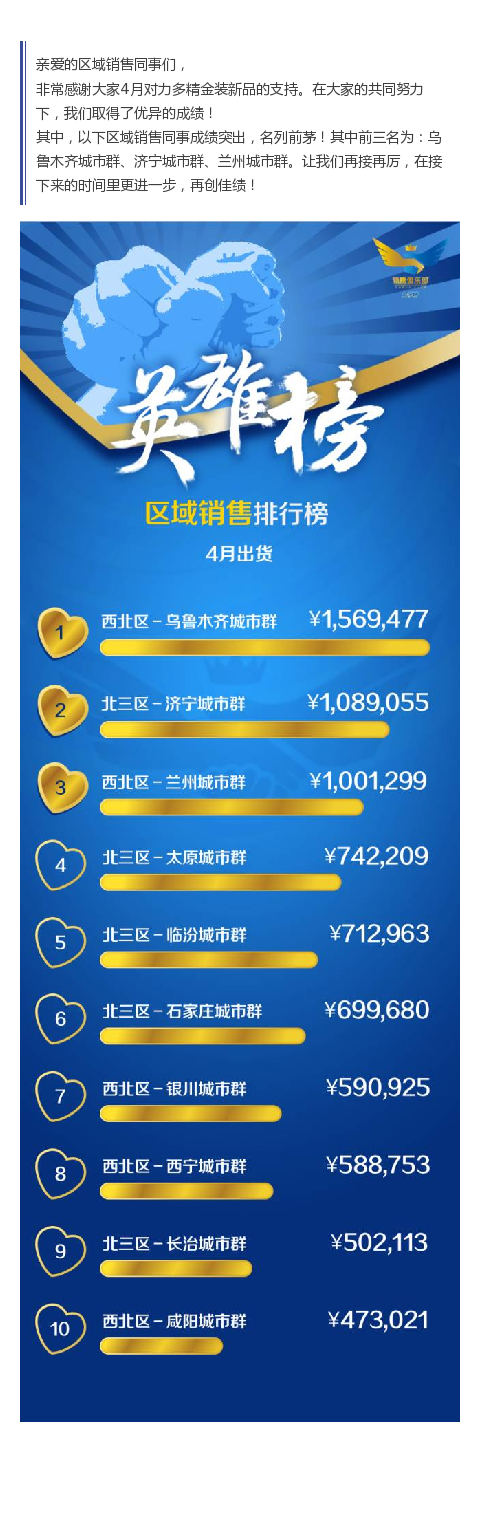 亲爱的区域销售同事们，
非常感谢大家4月对力多精金装新品的支持。在大家的共同努力
下，我们取得了优异的成绩！
其中，以下区域销售同事成绩突出，名列前茅！其中前三名为：乌
鲁木齐城市群、济宁城市群、兰州城市群。让我们再接再厉，在接
下来的时间里更进一步，再创佳绩！
英雄榜
区域销售排行榜
4月出货
1 西北区－乌鲁木齐城市群 ¥1,569,477
2 北三区－济宁城市群 ¥1,089,055
3 西北区－兰州城市群 ¥1,001,299
4 北三区－太原城市群 ¥742,209
5 北三区－临汾城市群 ¥712,963
6 北三区－石家庄城市群 ¥699,680
7 西北区－银川城市群 ¥590,925
8 西北区－西宁城市群 ¥588,753
9 北三区－长治城市群 ¥502,113
10 西北区－咸阳城市群 ¥473,021